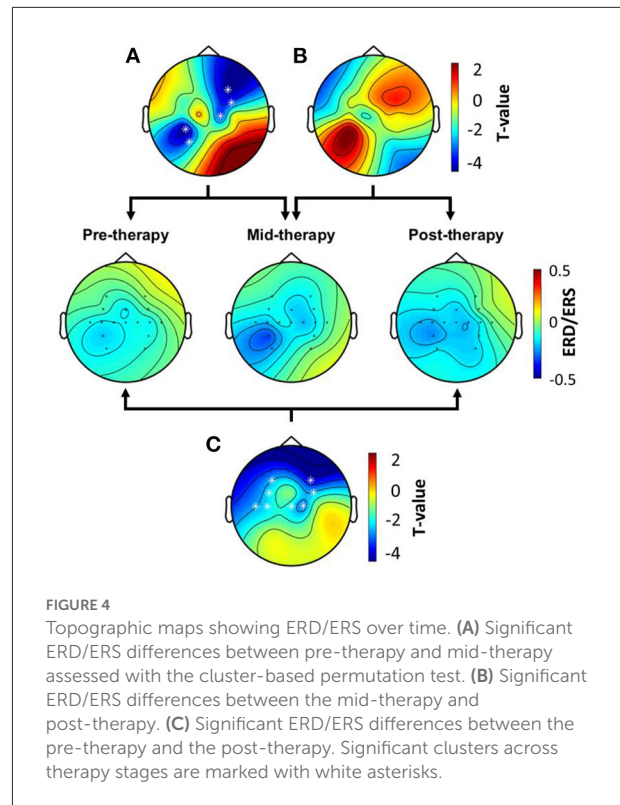 A B
2
0
-2
-4
T-value
Pre-therapy Mid-therapy Post-therapy
0.5
0
-0.5
ERD/ERS
C
2
0
-2
-4
T-value
FIGURE 4
Topographic maps showing ERD/ERS over time. (A) Significant
ERD/ERS differences between pre-therapy and mid-therapy
assessed with the cluster-based permutation test. (B) Significant
ERD/ERS differences between the mid-therapy and
post-therapy. (C) Significant ERD/ERS differences between the
pre-therapy and the post-therapy. Significant clusters across
therapy stages are marked with white asterisks.